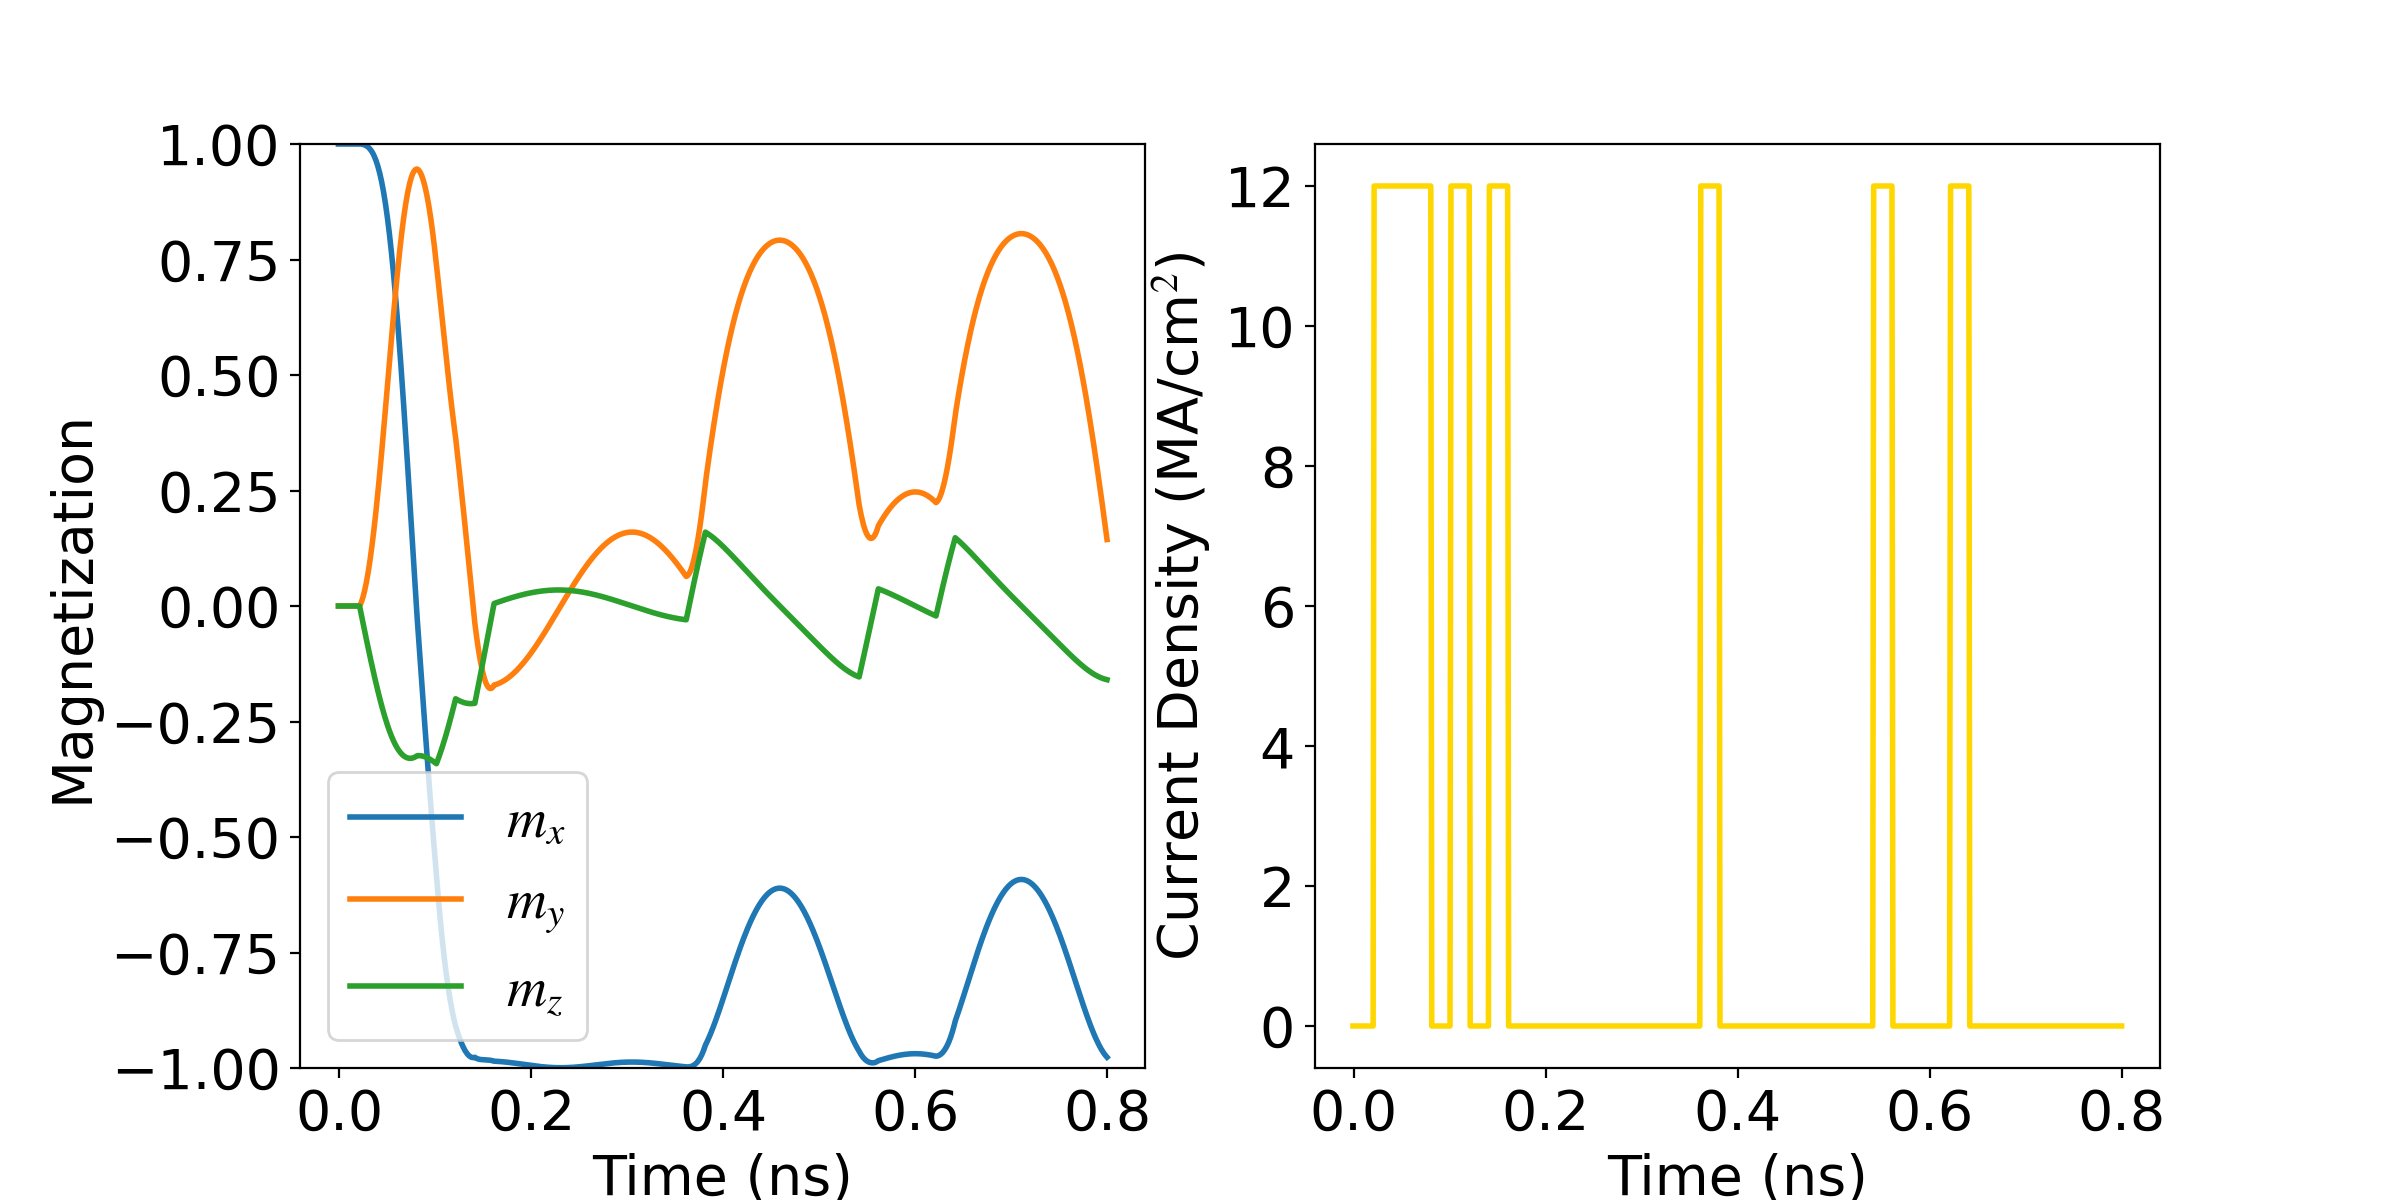 1.00
0.75
0.50
0.25
0.00
−0.25
−0.50
−0.75
−1.00
Magnetization
m_x
m_y
m_z
0.0 0.2 0.4 0.6 0.8
Time (ns)
12
10
8
6
4
2
0
Current Density (MA/cm²)
0.0 0.2 0.4 0.6 0.8
Time (ns)